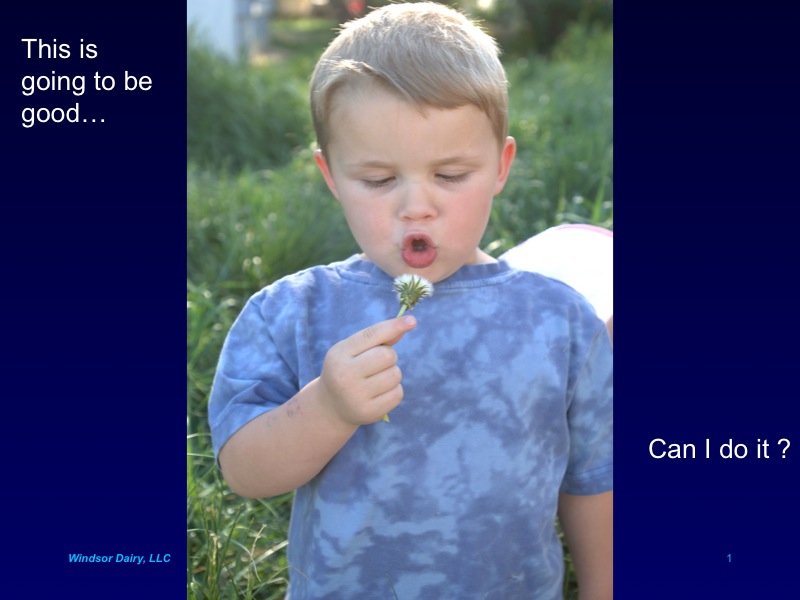 This is
going to be
good…
Can I do it ?
Windsor Dairy, LLC
1